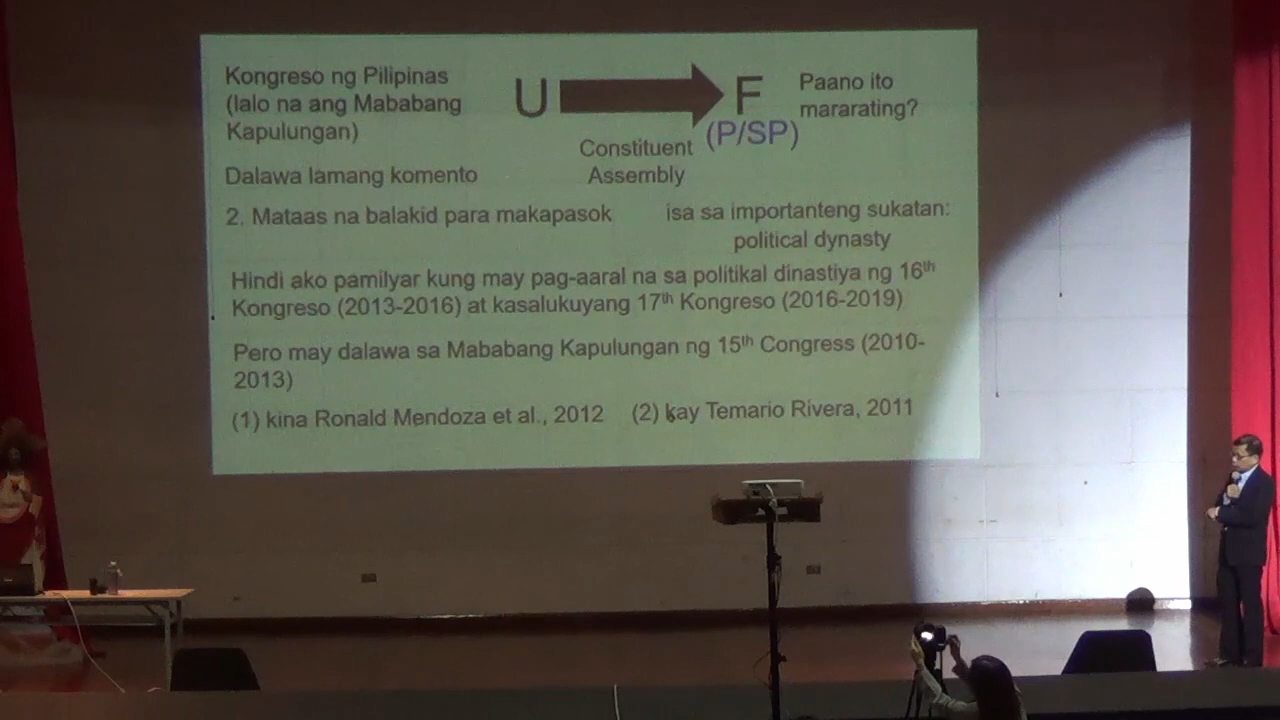 Kongreso ng Pilipinas
(lalo na ang Mababang
Kapulungan)
U
F
(P/SP)
Paano ito
mararating?
Constituent
Assembly
Dalawa lamang komento
2. Mataas na balakid para makapasok
isa sa importanteng sukatan:
political dynasty
Hindi ako pamilyar kung may pag-aaral na sa politikal dinastiya ng 16th
Kongreso (2013-2016) at kasalukuyang 17th Kongreso (2016-2019)
Pero may dalawa sa Mababang Kapulungan ng 15th Congress (2010-
2013)
(1) kina Ronald Mendoza et al., 2012 (2) kay Temario Rivera, 2011